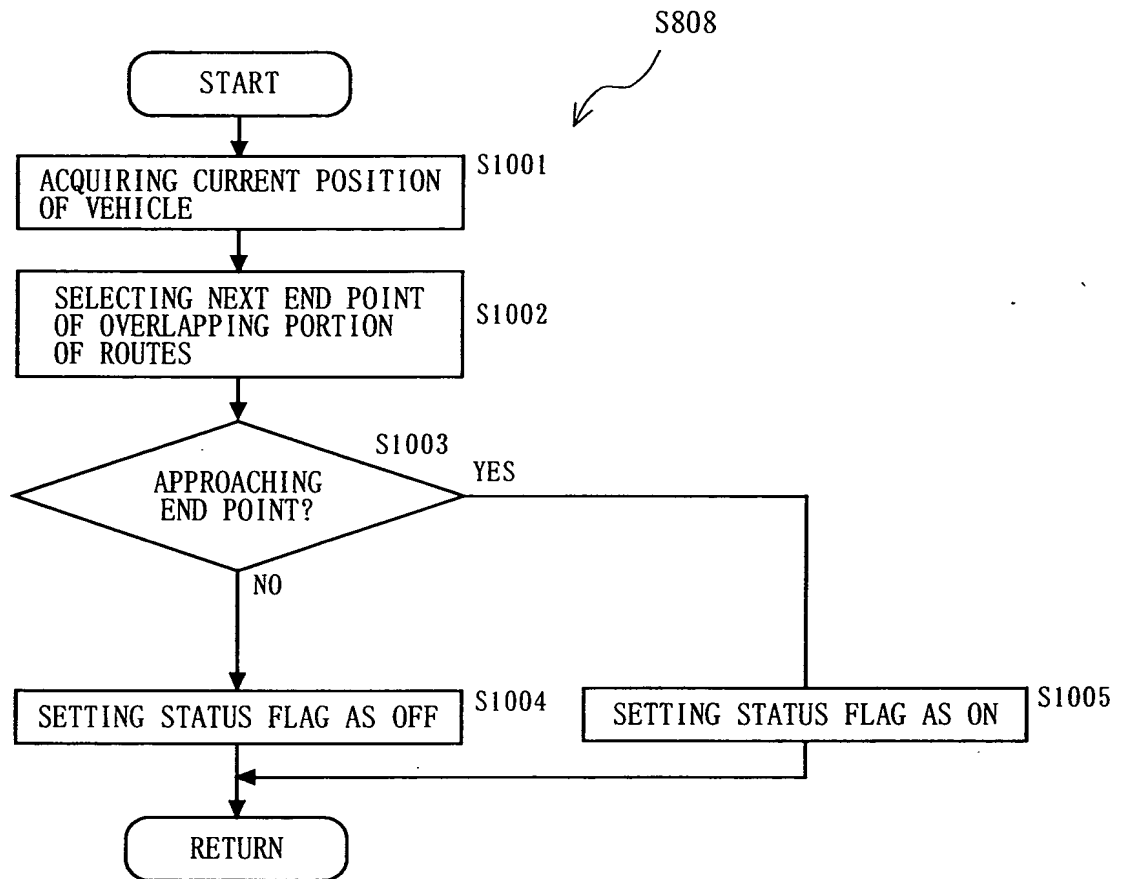 S808
START
S1001
ACQUIRING CURRENT POSITION
OF VEHICLE
SELECTING NEXT END POINT
OF OVERLAPPING PORTION
OF ROUTES
S1002
S1003
APPROACHING
END POINT?
YES
NO
SETTING STATUS FLAG AS OFF
S1004
SETTING STATUS FLAG AS ON
S1005
RETURN